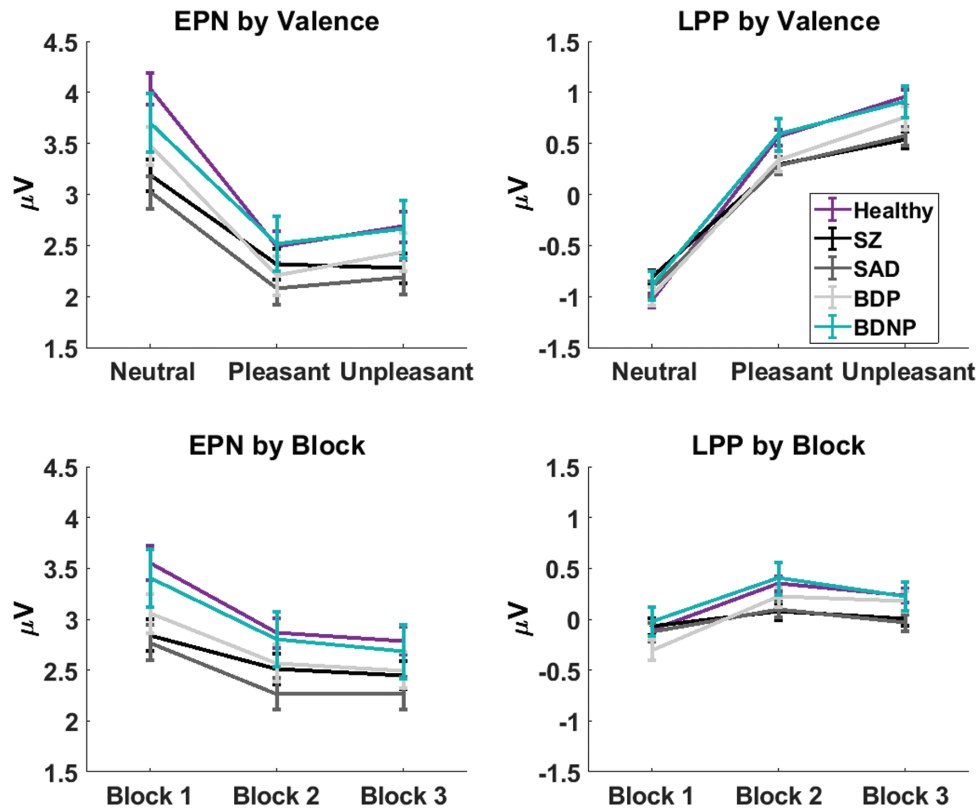 EPN by Valence
4.5
4
3.5
3
2.5
2
1.5
μV
Neutral Pleasant Unpleasant
LPP by Valence
1.5
1
0.5
0
-0.5
-1
-1.5
μV
Neutral Pleasant Unpleasant
Healthy
SZ
SAD
BDP
BDNP
EPN by Block
4.5
4
3.5
3
2.5
2
1.5
μV
Block 1 Block 2 Block 3
LPP by Block
1.5
1
0.5
0
-0.5
-1
-1.5
μV
Block 1 Block 2 Block 3